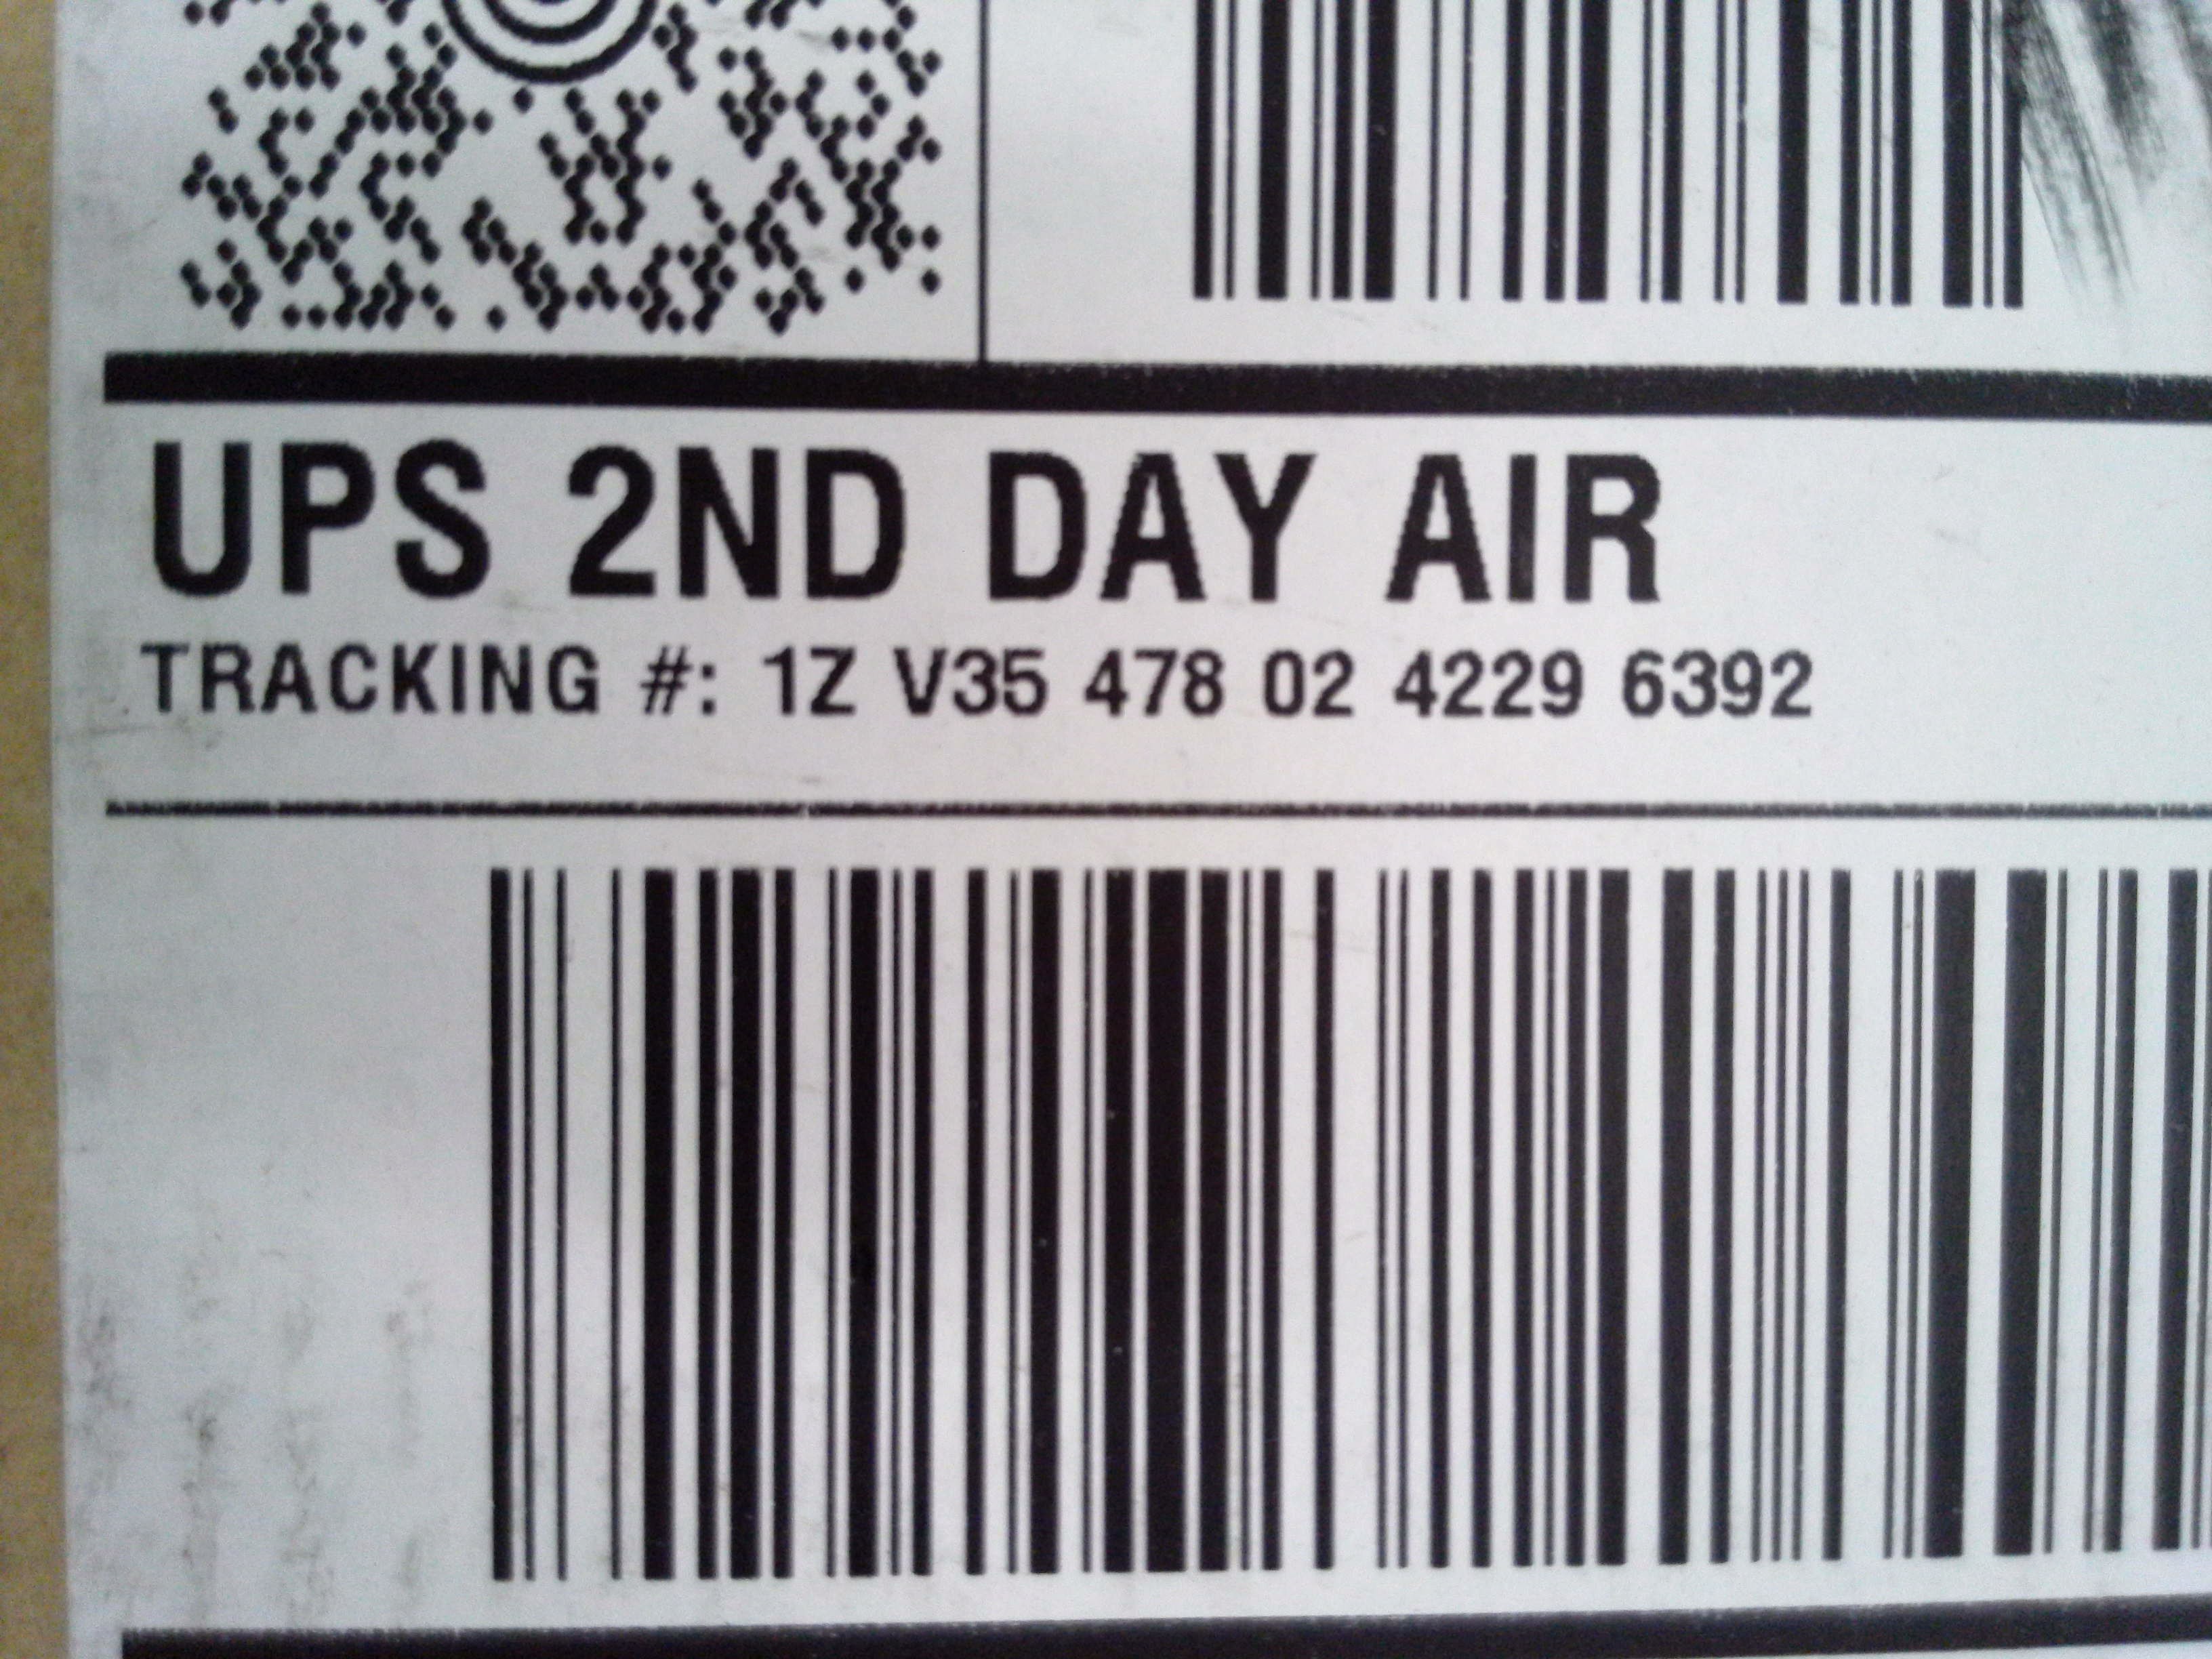 UPS 2ND DAY AIR
TRACKING #: 1Z V35 478 02 4229 6392